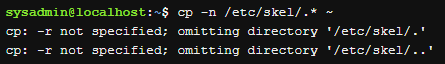 sysadmin@localhost:~$ cp -n /etc/skel/.* ~
cp: -r not specified; omitting directory '/etc/skel/.'
cp: -r not specified; omitting directory '/etc/skel/..'